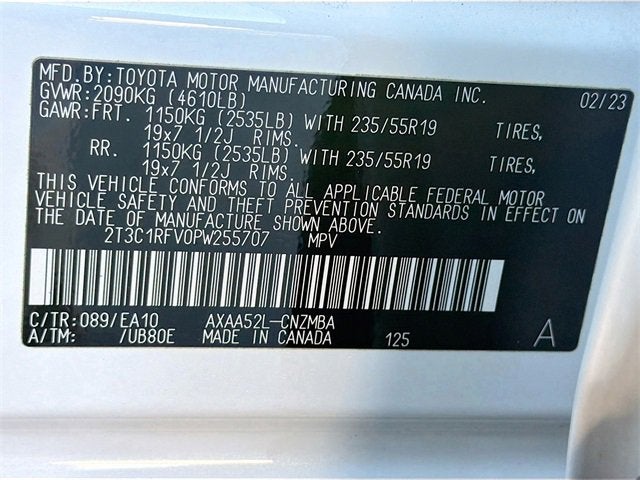 MFD.BY:TOYOTA MOTOR MANUFACTURING CANADA INC. 02/23
GVWR:2090KG (4610LB)
GAWR:FRT. 1150KG (2535LB) WITH 235/55R19 TIRES,
19x7 1/2J RIMS.
RR. 1150KG (2535LB) WITH 235/55R19 TIRES,
19x7 1/2J RIMS.
THIS VEHICLE CONFORMS TO ALL APPLICABLE FEDERAL MOTOR
VEHICLE SAFETY AND THEFT PREVENTION STANDARDS IN EFFECT ON
THE DATE OF MANUFACTURE SHOWN ABOVE.
2T3C1RFV0PW255707 MPV
C/TR:089/EA10 AXAA52L-CNZMBA
A/TM: /UB80E MADE IN CANADA 125 A